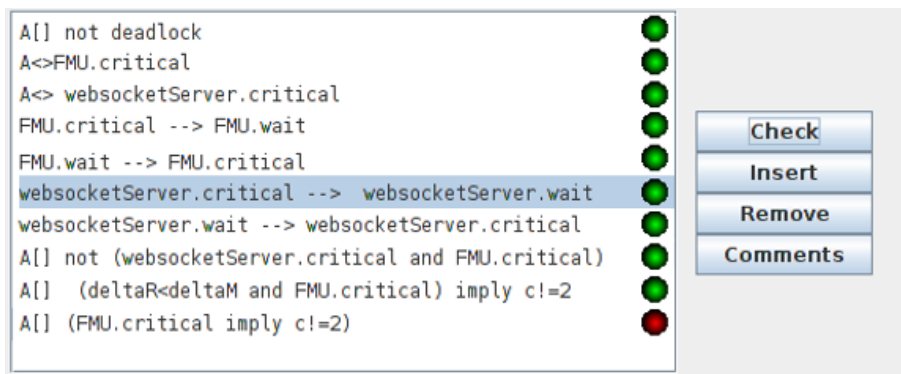 A[] not deadlock
A<>FMU.critical
A<> websocketServer.critical
FMU.critical --> FMU.wait
FMU.wait --> FMU.critical
websocketServer.critical -->  websocketServer.wait
websocketServer.wait --> websocketServer.critical
A[] not (websocketServer.critical and FMU.critical)
A[]  (deltaR<deltaM and FMU.critical) imply c!=2
A[] (FMU.critical imply c!=2)
Check
Insert
Remove
Comments